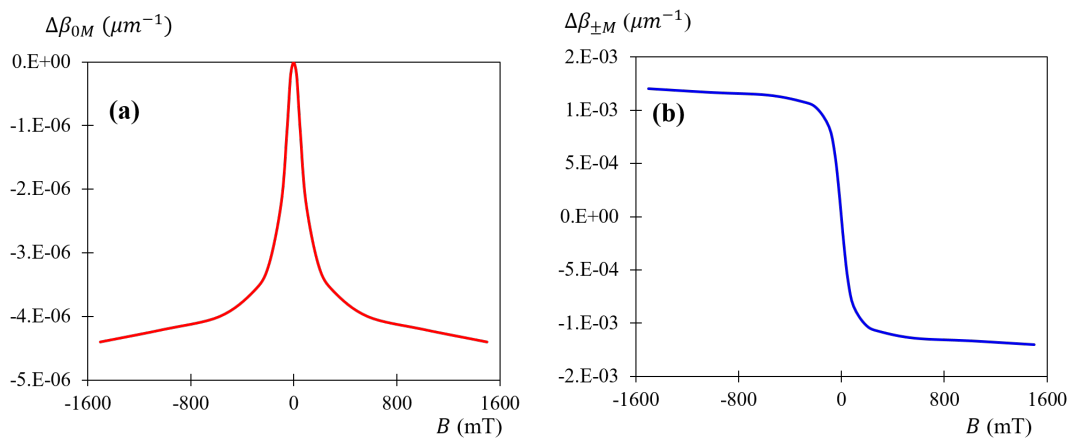 Δβ₀M (μm⁻¹)
0.E+00
-1.E-06
-2.E-06
-3.E-06
-4.E-06
-5.E-06
(a)
-1600 -800 0 800 1600
B (mT)
Δβ±M (μm⁻¹)
2.E-03
1.E-03
5.E-04
0.E+00
-5.E-04
-1.E-03
-2.E-03
(b)
-1600 -800 0 800 1600
B (mT)